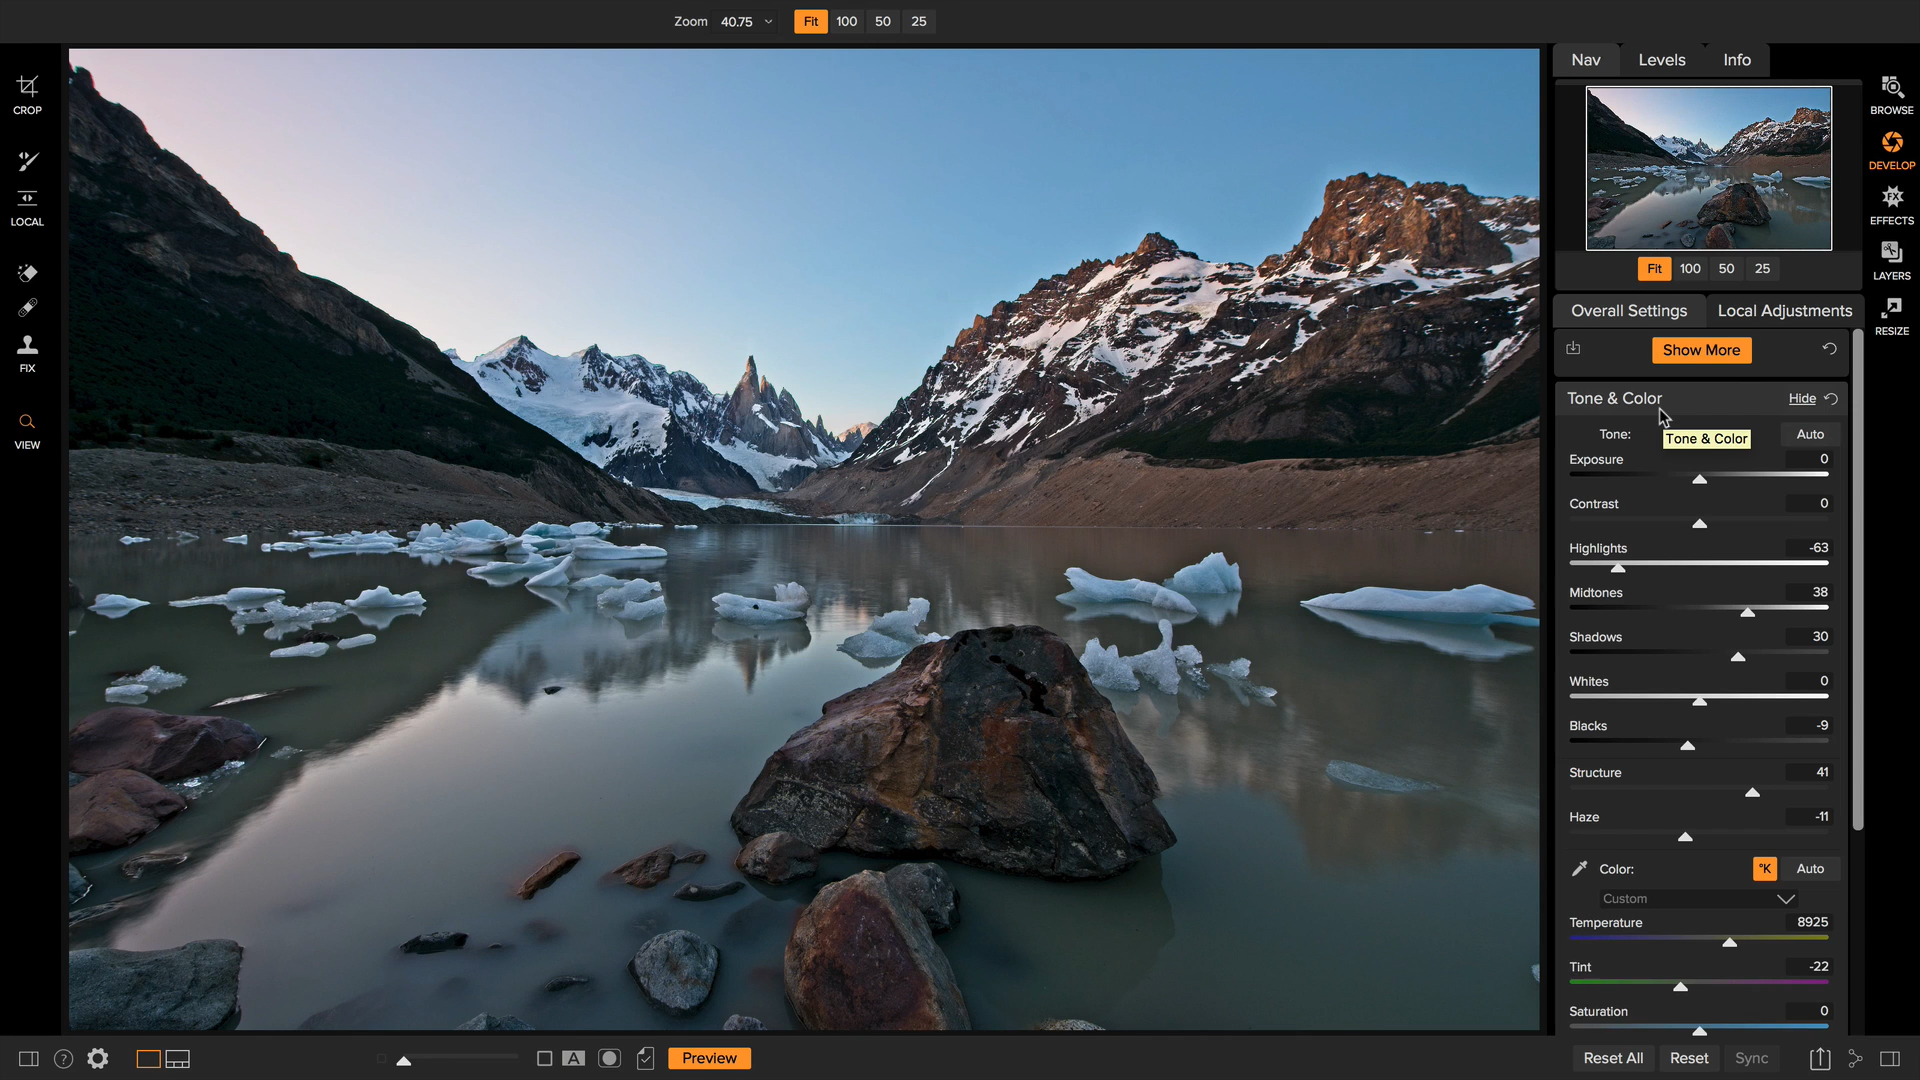 Zoom 40.75 Fit 100 50 25
CROP
LOCAL
FIX
VIEW
Nav Levels Info
Fit 100 50 25
BROWSE
DEVELOP
FX
EFFECTS
LAYERS
RESIZE
Overall Settings Local Adjustments
Show More
Tone & Color Hide
Tone: Auto
Tone & Color
Exposure 0
Contrast 0
Highlights -63
Midtones 38
Shadows 30
Whites 0
Blacks -9
Structure 41
Haze -11
Color: °K Auto
Custom
Temperature 8925
Tint -22
Saturation 0
? A Preview
Reset All Reset Sync